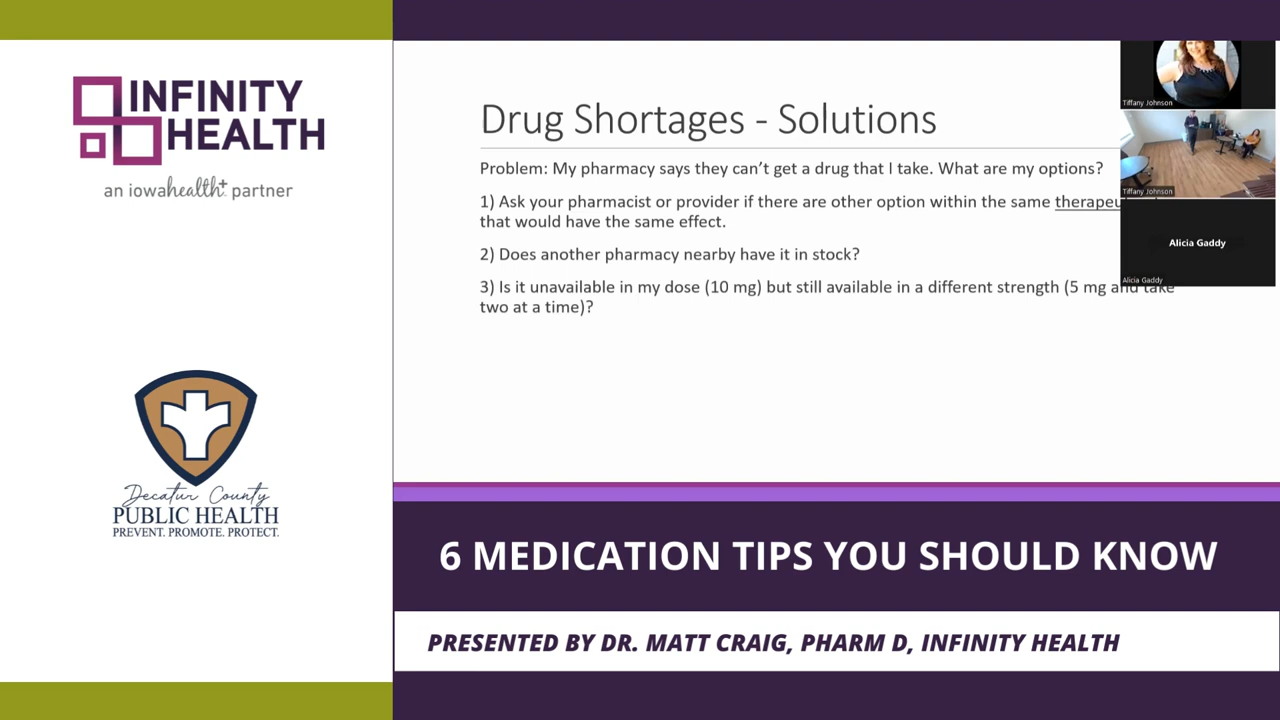 INFINITY
HEALTH
an iowahealth+ partner
Decatur County
PUBLIC HEALTH
PREVENT. PROMOTE. PROTECT.
Drug Shortages - Solutions
Problem: My pharmacy says they can’t get a drug that I take. What are my options?
1) Ask your pharmacist or provider if there are other option within the same
that would have the same effect.
2) Does another pharmacy nearby have it in stock?
3) Is it unavailable in my dose (10 mg) but still available in a different strength (5 mg and take
two at a time)?
Tiffany Johnson
Tiffany Johnson
Alicia Gaddy
Alicia Gaddy
6 MEDICATION TIPS YOU SHOULD KNOW
PRESENTED BY DR. MATT CRAIG, PHARM D, INFINITY HEALTH